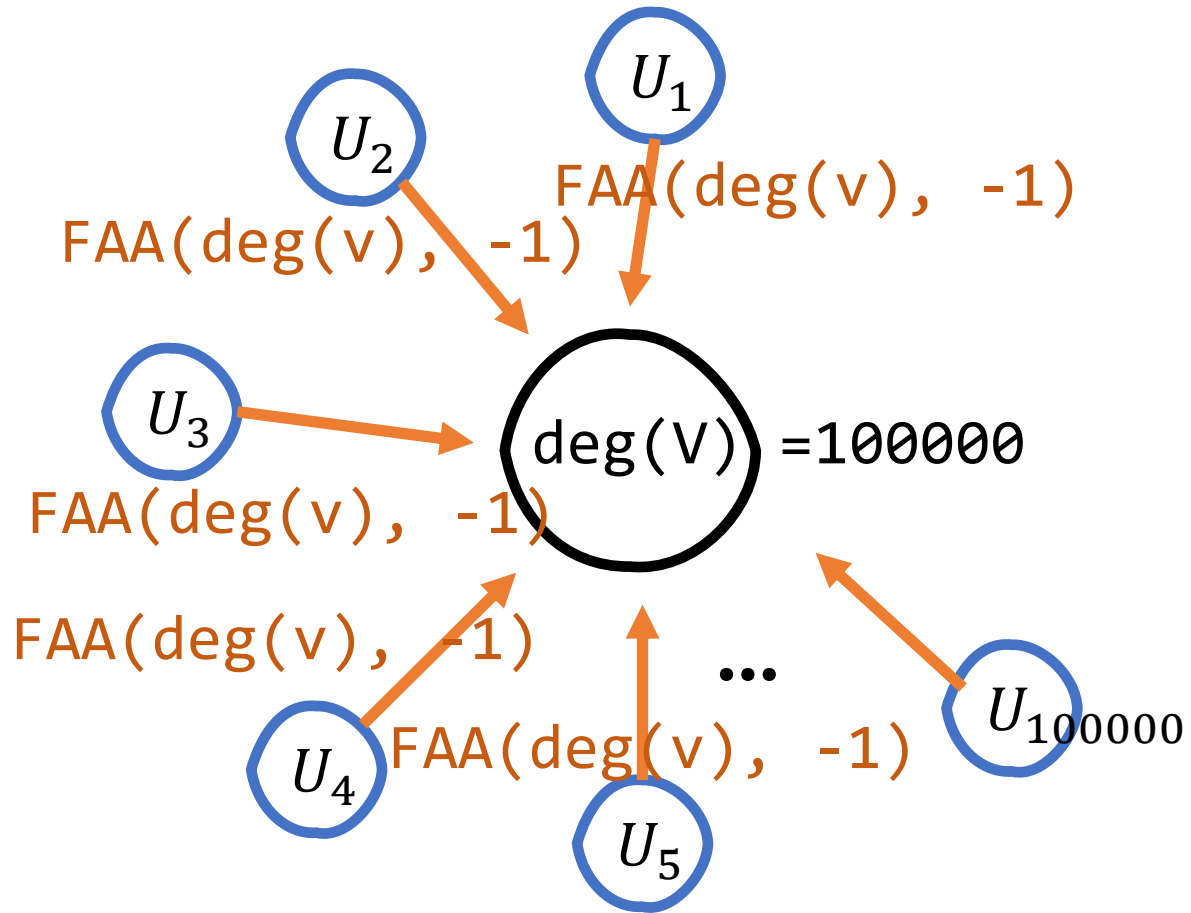 U1
U2
FAA(deg(v), -1)
FAA(deg(v), -1)
U3
deg(V) =100000
FAA(deg(v), -1)
FAA(deg(v), -1)
...
U100000
U4
FAA(deg(v), -1)
U5